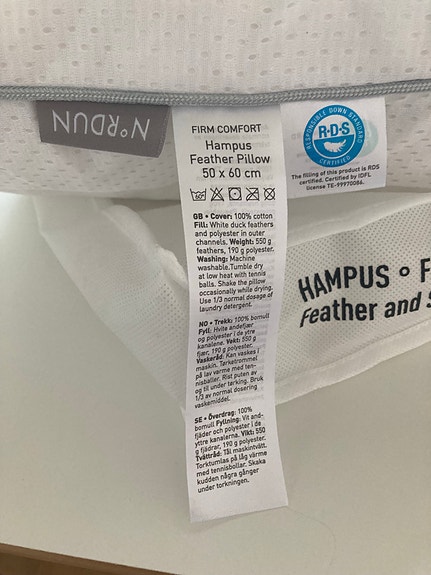 N°RDUN
FIRM COMFORT
Hampus
Feather Pillow
50 x 60 cm
60°
GB • Cover: 100% cotton
Fill: White duck feathers
and polyester in outer
channels. Weight: 550 g
feathers, 190 g polyester.
Washing: Machine
washable.Tumble dry
at low heat with tennis
balls. Shake the pillow
occasionally while drying.
Use 1/3 normal dosage of
laundry detergent.
NO • Trekk: 100% bomull
Fyll: Hvite andefjær
og polyester i de ytre
kanalene. Vekt: 550 g
fjær, 190 g polyester.
Vaskeråd: Kan vaskes i
maskin. Tørketrommel
på lav varme med ten-
nisballer. Rist puten av
og til under tørking. Bruk
1/3 av normal dosering
vaskemiddel.
SE • Överdrag: 100%
bomull Fyllning: Vit and-
fjäder och polyester i de
yttre kanalerna. Vikt: 550
g fjädrar, 190 g polyester.
Tvättråd: Tål maskintvätt.
Torktumlas på låg värme
med tennisbollar. Skaka
kudden några gånger
under torkningen.
RESPONSIBLE DOWN STANDARD
R·D·S
CERTIFIED
The filling of this product is RDS
certified. Certified by IDFL
license TE-99970086.
HAMPUS ° F
Feather and S